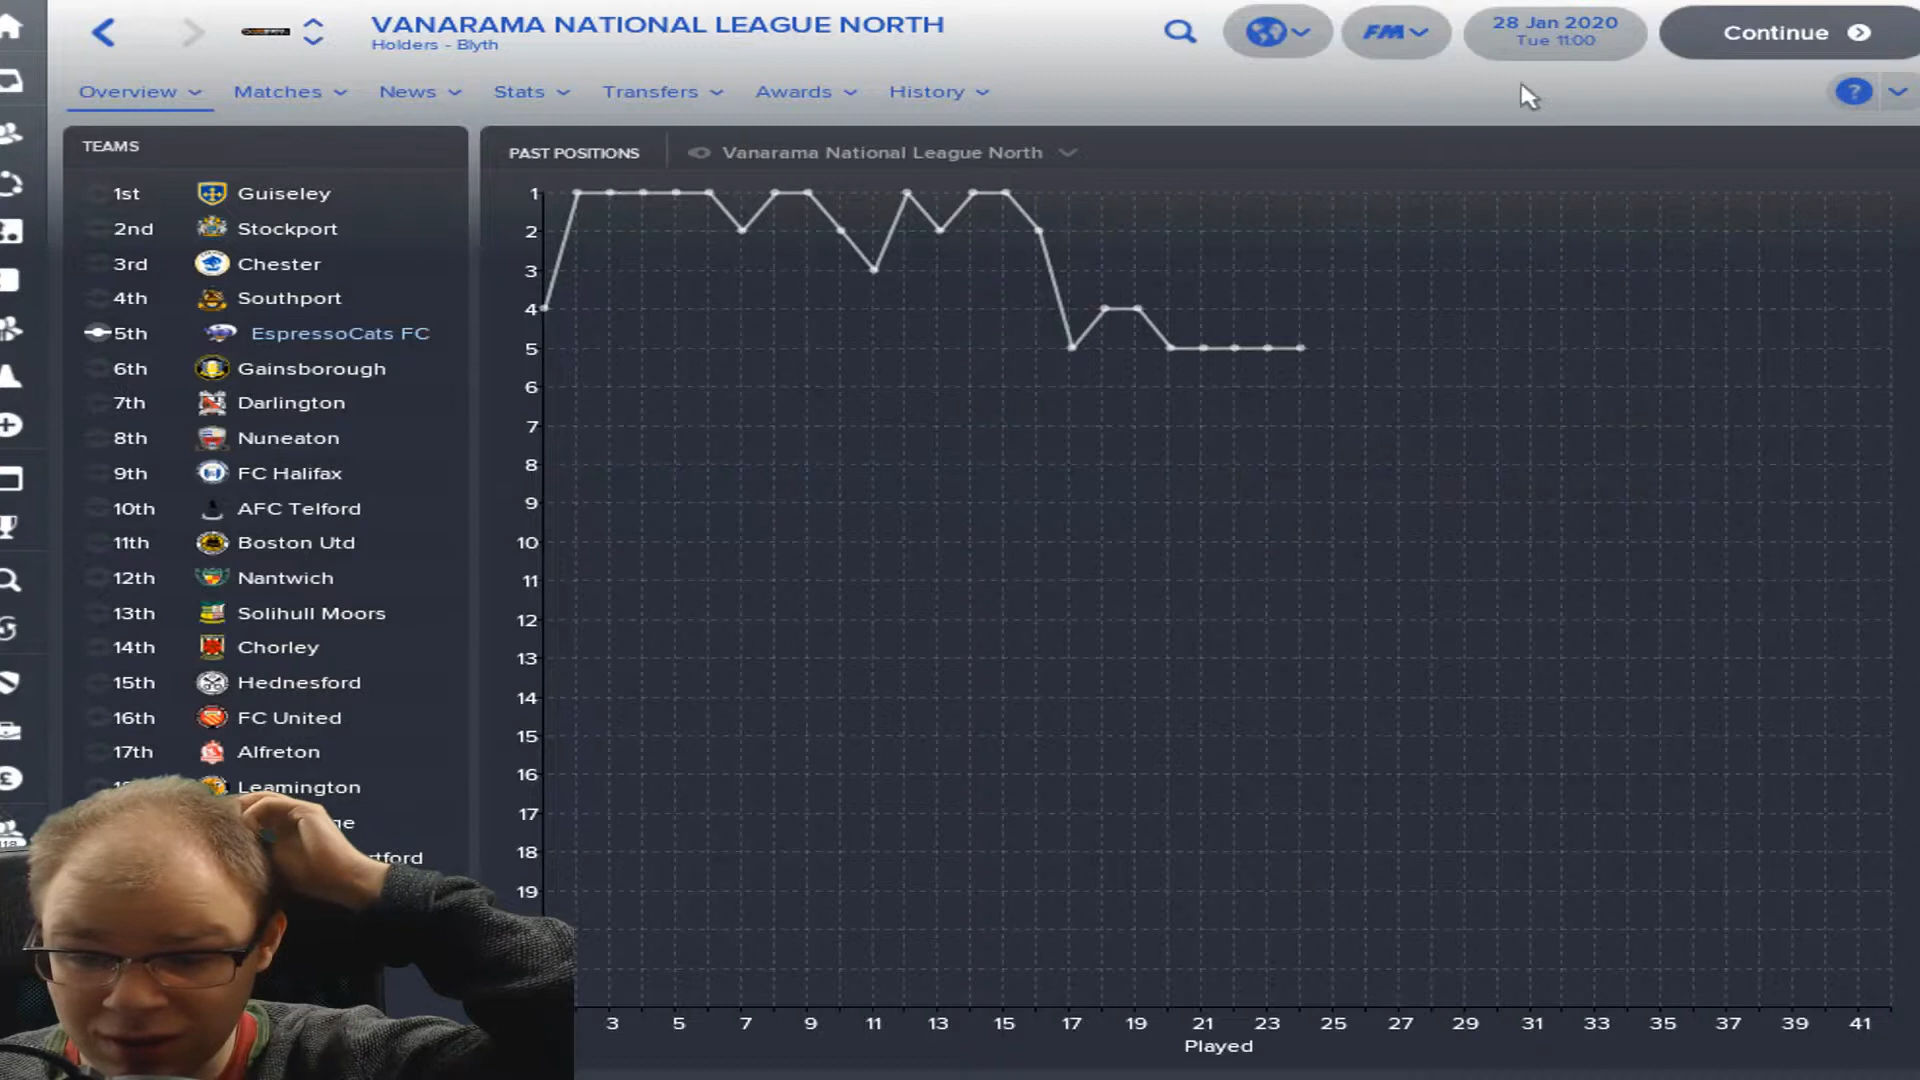 VANARAMA NATIONAL LEAGUE NORTH
Holders - Blyth
FM
28 Jan 2020
Tue 11:00
Continue
Overview
Matches
News
Stats
Transfers
Awards
History
?
TEAMS
1st Guiseley
2nd Stockport
3rd Chester
4th Southport
5th EspressoCats FC
6th Gainsborough
7th Darlington
8th Nuneaton
9th FC Halifax
10th AFC Telford
11th Boston Utd
12th Nantwich
13th Solihull Moors
14th Chorley
15th Hednesford
16th FC United
17th Alfreton
Leamington
PAST POSITIONS
Vanarama National League North
1
2
3
4
5
6
7
8
9
10
11
12
13
14
15
16
17
18
19
3 5 7 9 11 13 15 17 19 21 23 25 27 29 31 33 35 37 39 41
Played